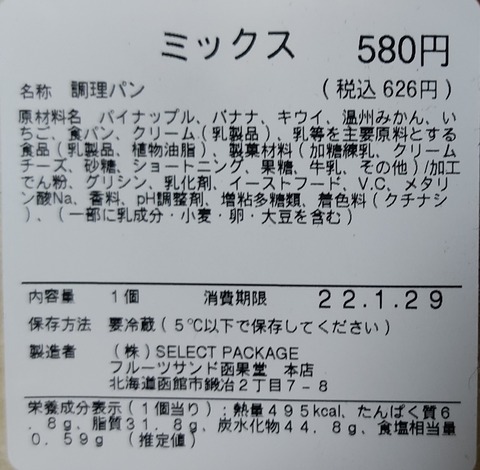 ミックス 580円
名称 調理パン (税込 626円)
原材料名 パイナップル、バナナ、キウイ、温州みかん、い
ちご、食パン、クリーム(乳製品)、乳等を主要原料とする
食品(乳製品、植物油脂)、製菓材料(加糖練乳、クリーム
チーズ、砂糖、ショートニング、果糖、牛乳、その他)/加工
でん粉、グリシン、乳化剤、イーストフード、V.C、メタリ
ン酸Na、香料、pH調整剤、増粘多糖類、着色料(クチナシ
)、(一部に乳成分・小麦・卵・大豆を含む)
内容量 1個 消費期限 22.1.29
保存方法 要冷蔵(5℃以下で保存してください)
製造者 (株)SELECT PACKAGE
フルーツサンド函果堂 本店
北海道函館市鍛冶2丁目7-8
栄養成分表示(1個当り):熱量495kcal、たんぱく質6
.8g、脂質31.8g、炭水化物44.8g、食塩相当量
0.59g (推定値)